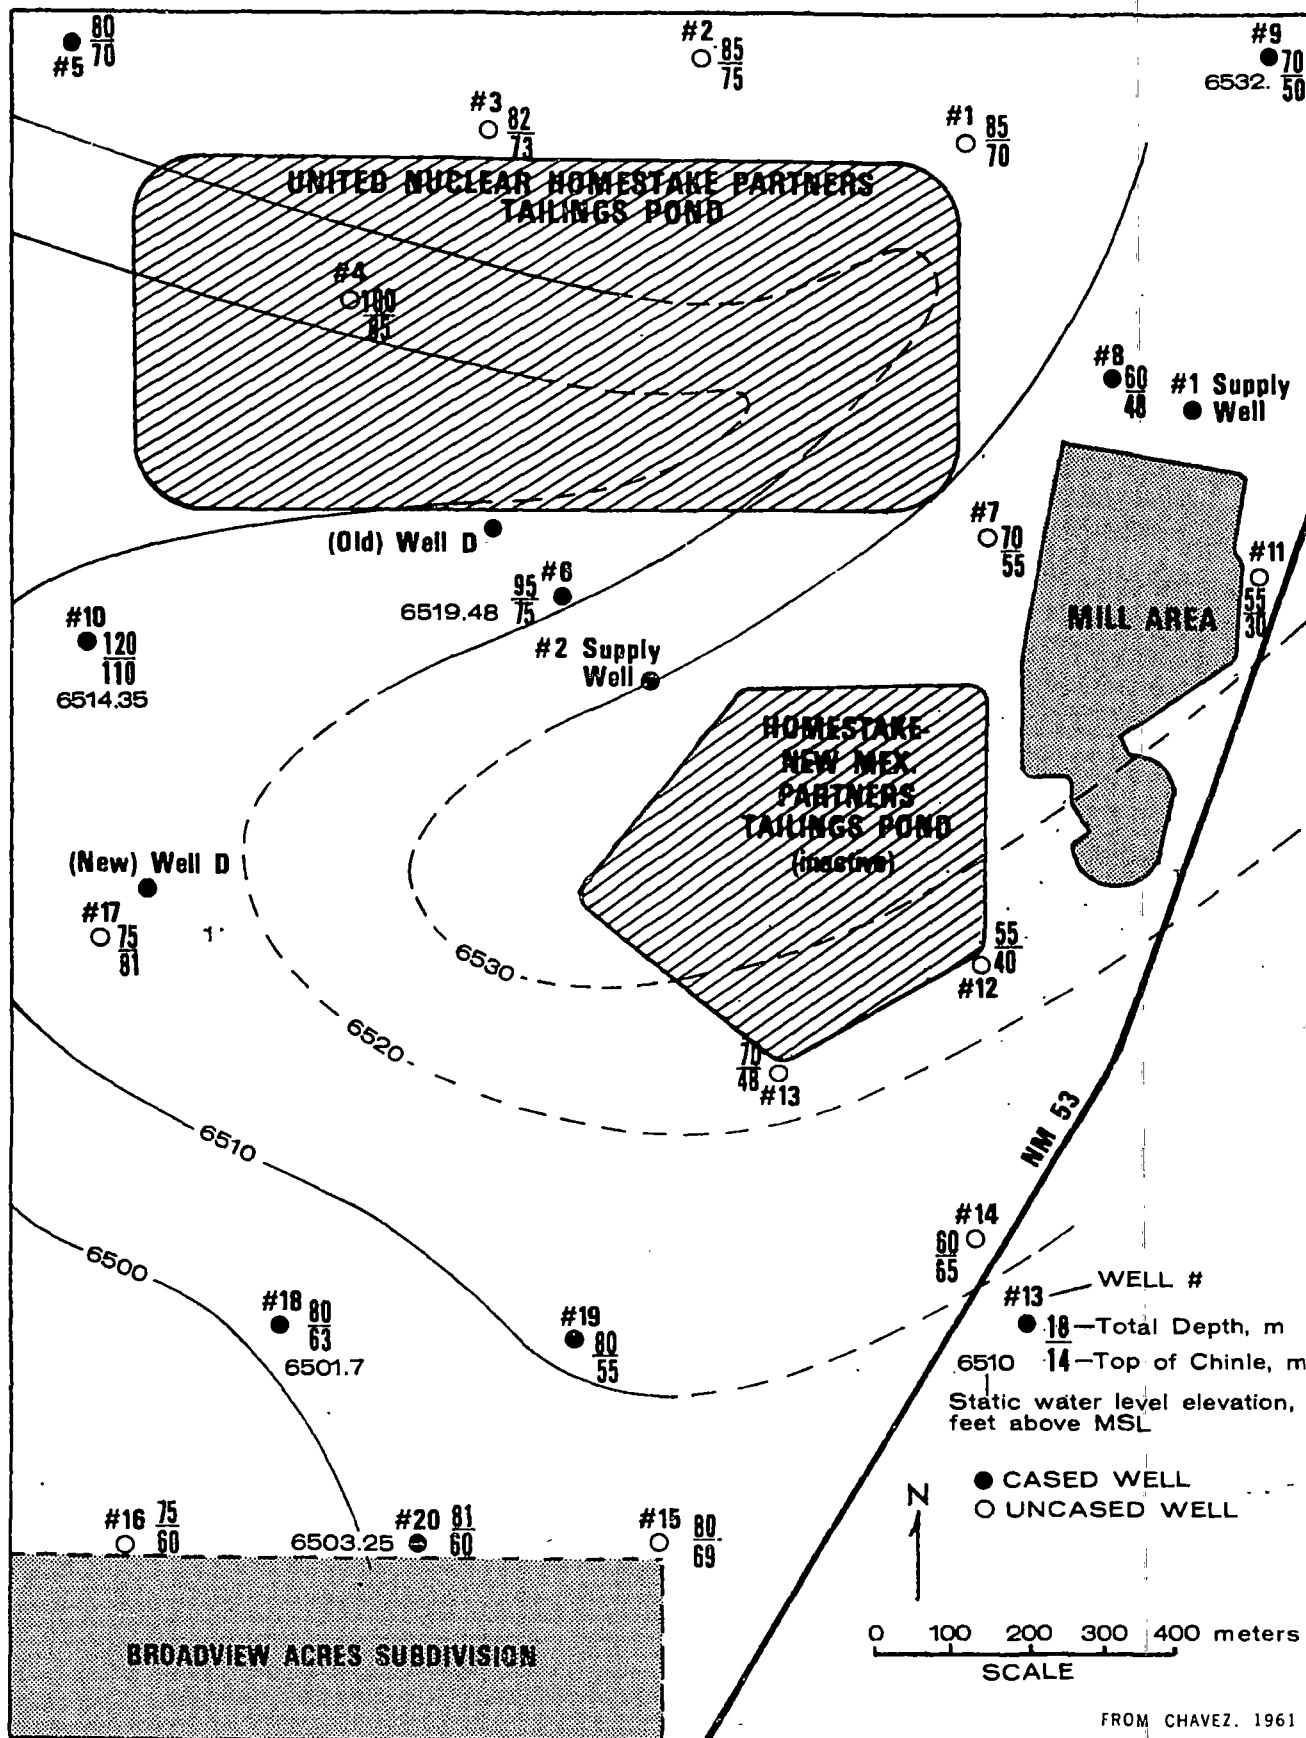 #5 80/70
#2 85/75
#9 70/50
6532.
#3 82/73
#1 85/70
UNITED NUCLEAR HOMESTAKE PARTNERS
TAILINGS POND
#4 100/95
#8 60/48
#1 Supply
Well
(Old) Well D
#7 70/55
#11 55/30
#6 95/75
6519.48
#10 120/110
6514.35
#2 Supply
Well
MILL AREA
HOMESTAKE-
NEW MEX.
PARTNERS
TAILINGS POND
(inactive)
(New) Well D
#17 75/81
6530
55/40
#12
6520
70/48
#13
6510
NM 53
#14
60/65
6500
WELL #
#18 80/63
6501.7
#19 80/55
#13
18—Total Depth, m
14—Top of Chinle, m
6510
Static water level elevation,
feet above MSL
CASED WELL
UNCASED WELL
N
#16 75/60
6503.25
#20 81/60
#15 80/69
BROADVIEW ACRES SUBDIVISION
0 100 200 300 400 meters
SCALE
FROM CHAVEZ. 1961